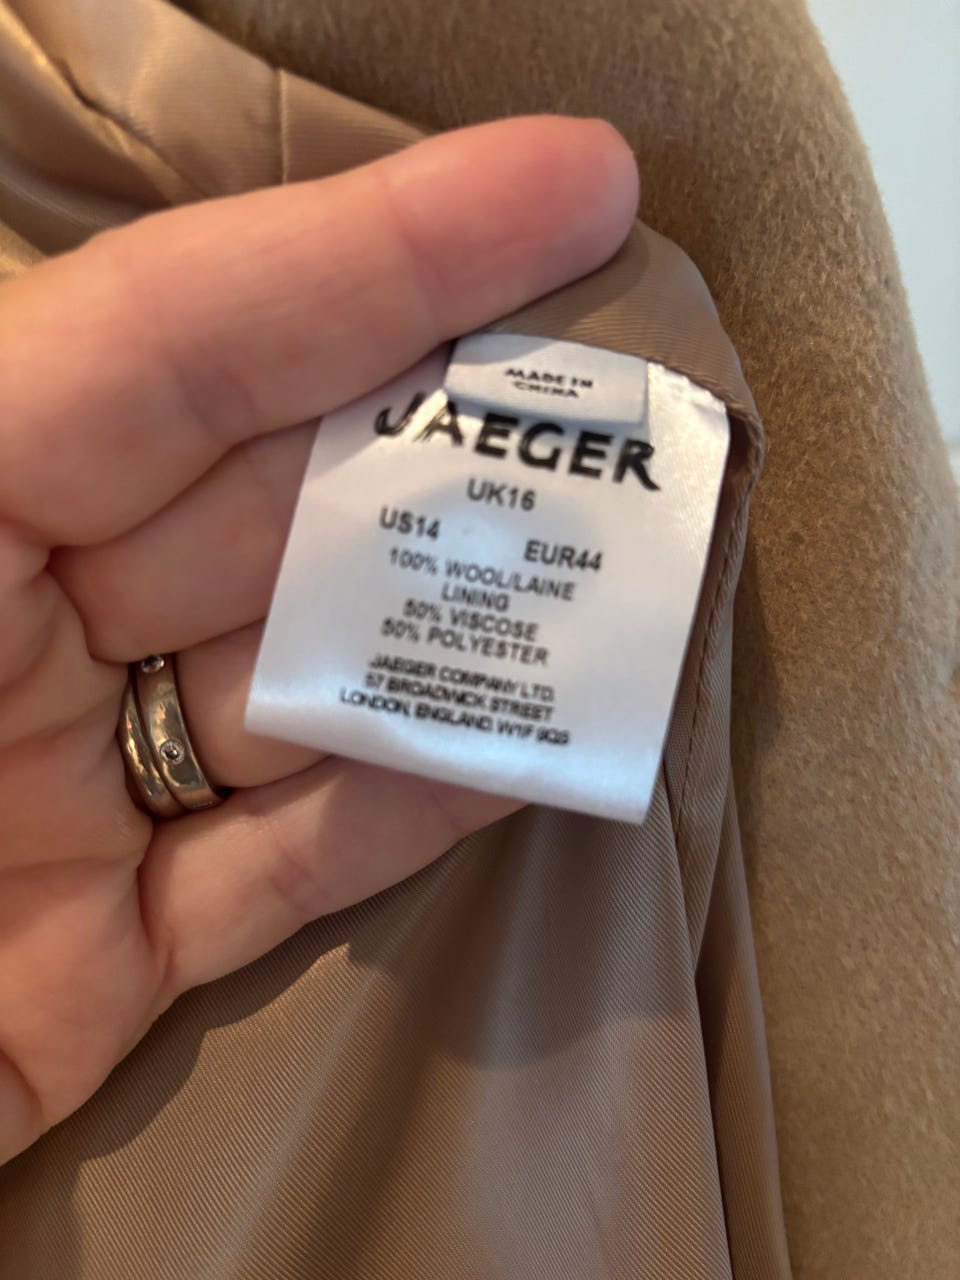 MADE IN
CHINA
JAEGER
UK16
US14 EUR44
100% WOOL/LAINE
LINING
50% VISCOSE
50% POLYESTER
JAEGER COMPANY LTD.
57 BROADWICK STREET
LONDON, ENGLAND. W1F 9QS